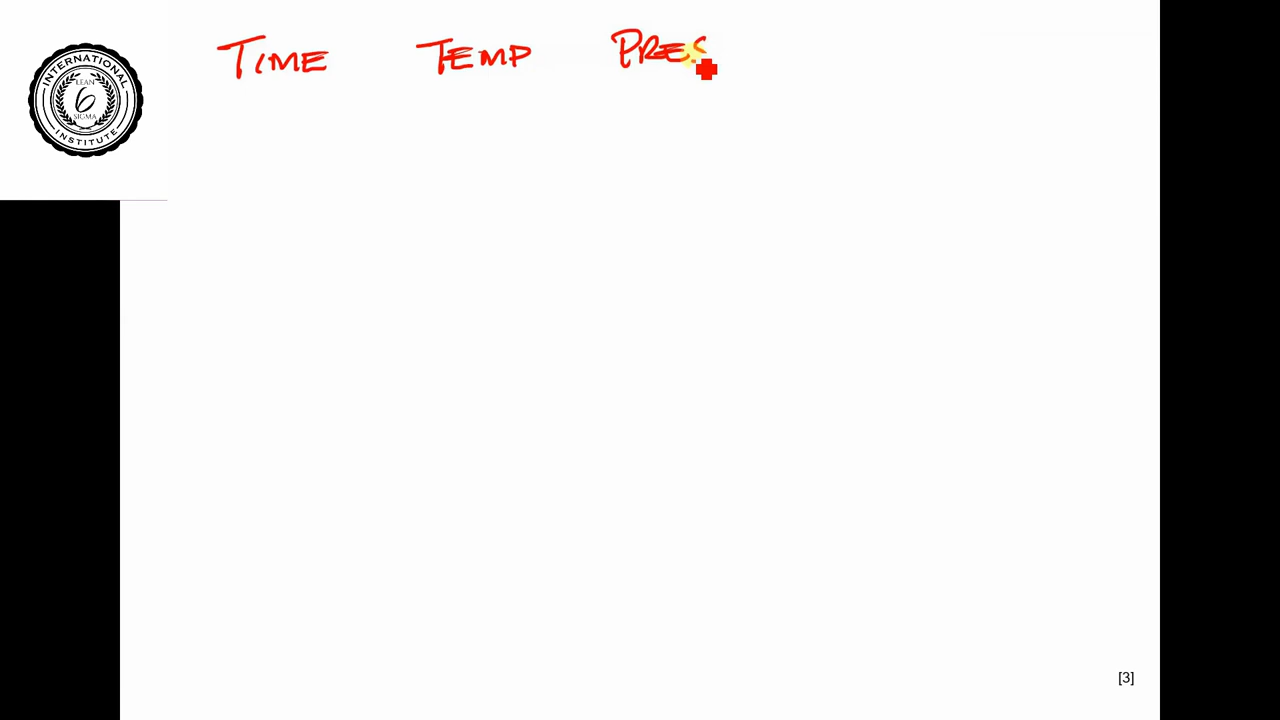 TIME TEMP PRES
INTERNATIONAL
LEAN
6
SIGMA
INSTITUTE
[3]